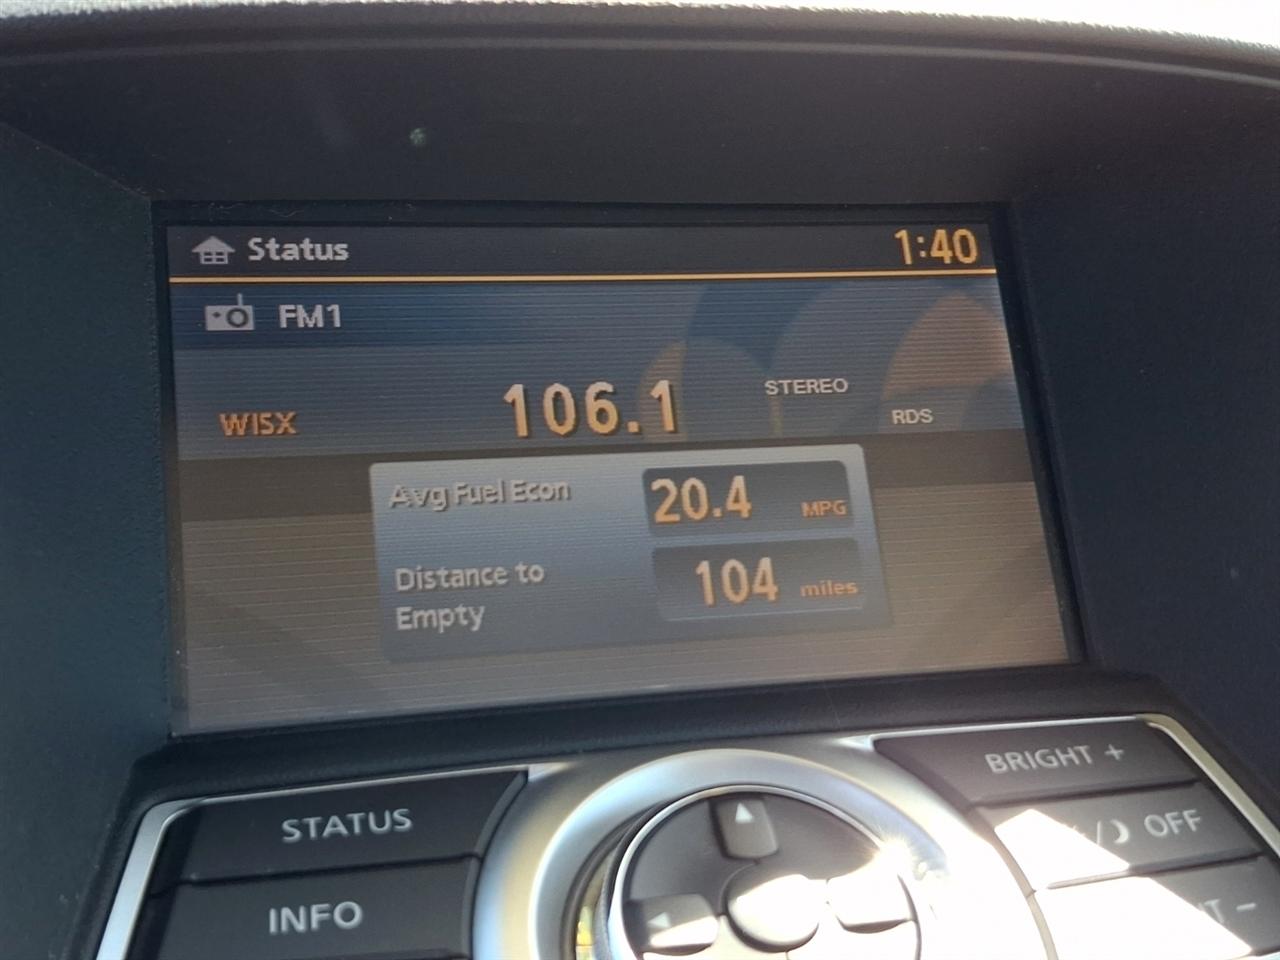 Status 1:40
FM1
WISX 106.1 STEREO RDS
Avg Fuel Econ 20.4 MPG
Distance to Empty 104 miles
BRIGHT +
STATUS
/ OFF
INFO
-